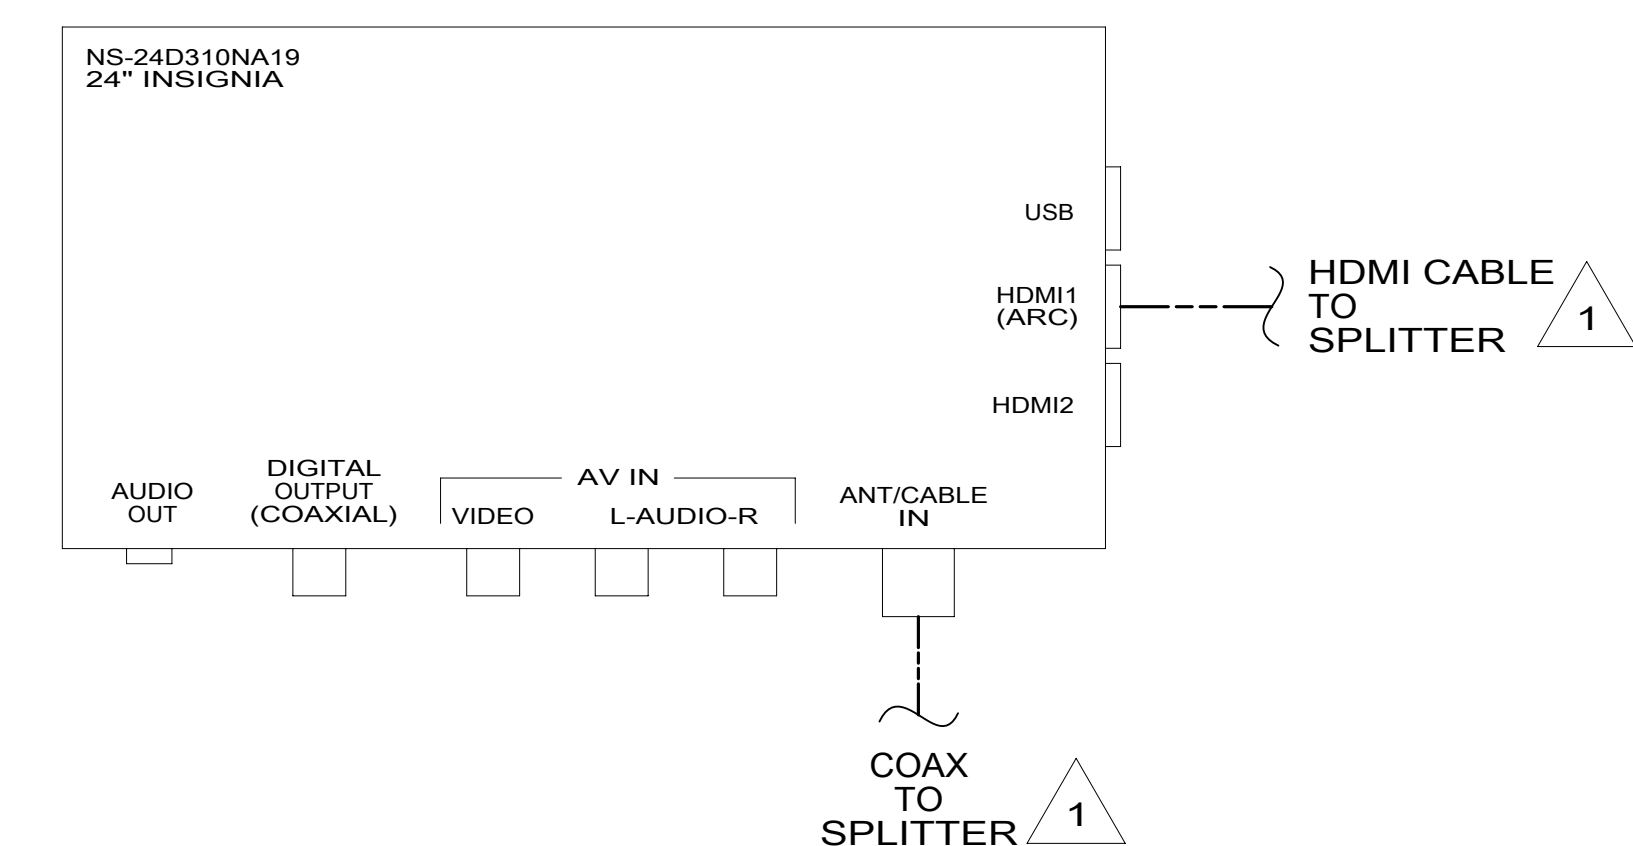 NS-24D310NA19
24" INSIGNIA
USB
HDMI1
(ARC)
HDMI CABLE
TO
SPLITTER
1
HDMI2
AUDIO
OUT
DIGITAL
OUTPUT
(COAXIAL)
AV IN
VIDEO
L-AUDIO-R
ANT/CABLE
IN
COAX
TO
SPLITTER
1